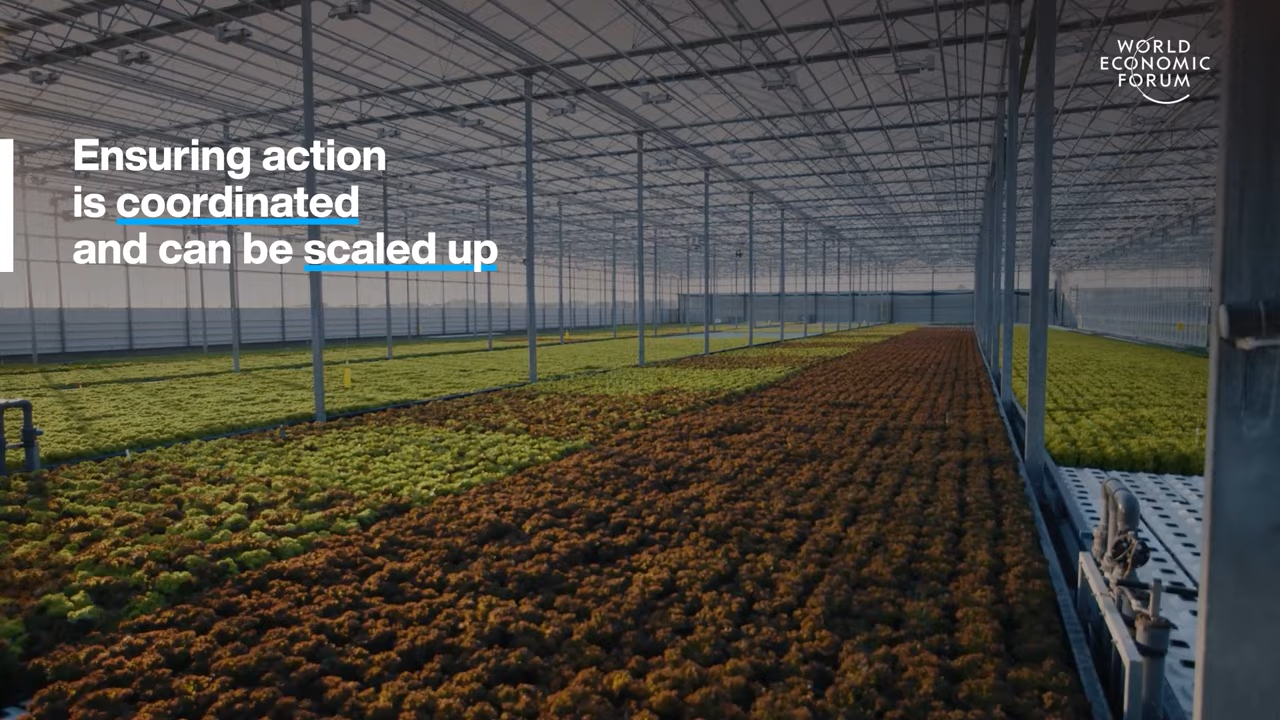 WORLD
ECONOMIC
FORUM
Ensuring action
is coordinated
and can be scaled up